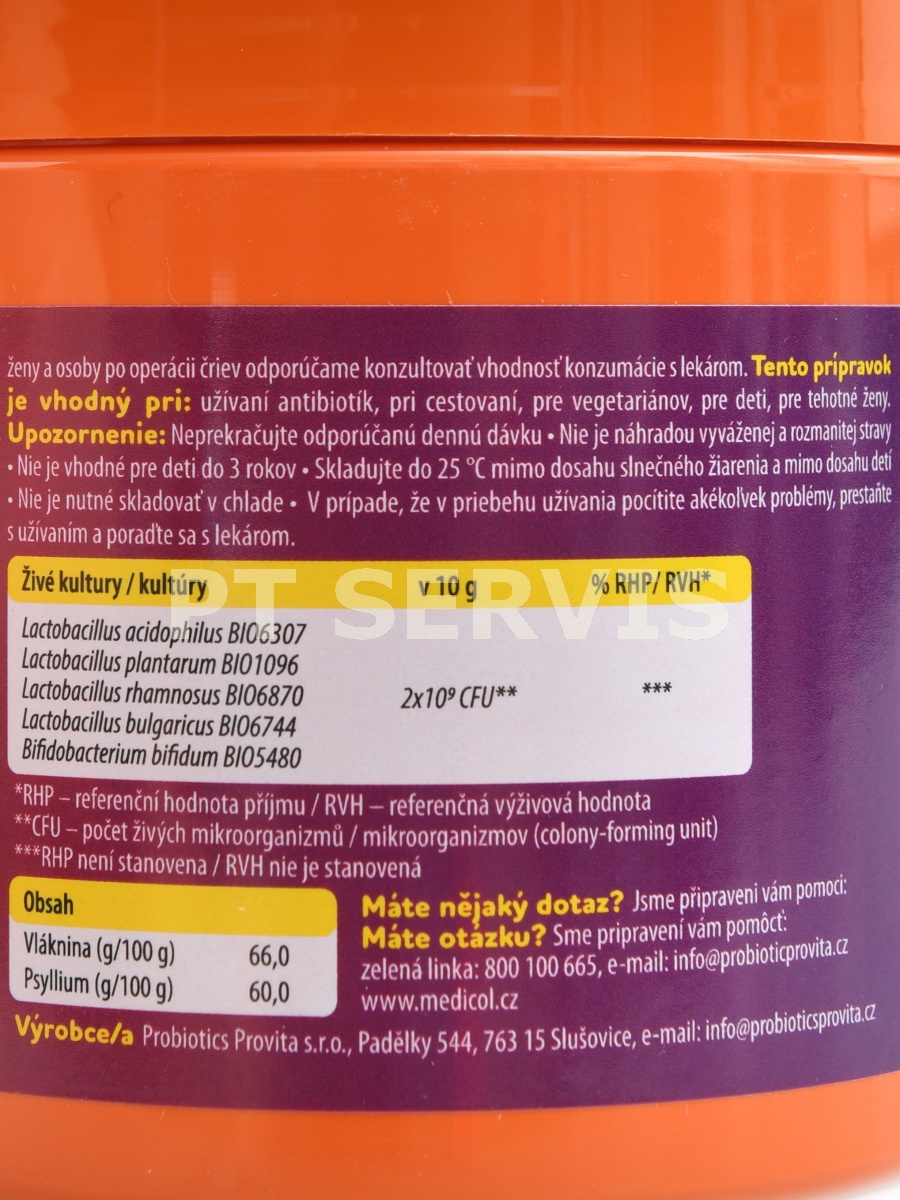 ženy a osoby po operácii čriev odporúčame konzultovať vhodnosť konzumácie s lekárom. Tento prípravok
je vhodný pri: užívaní antibiotík, pri cestovaní, pre vegetariánov, pre deti, pre tehotné ženy.
Upozornenie: Neprekračujte odporúčanú dennú dávku • Nie je náhradou vyváženej a rozmanitej stravy
• Nie je vhodné pre deti do 3 rokov • Skladujte do 25 °C mimo dosahu slnečného žiarenia a mimo dosahu detí
• Nie je nutné skladovať v chlade • V prípade, že v priebehu užívania pocítite akékoľvek problémy, prestaňte
s užívaním a poraďte sa s lekárom.
Živé kultury / kultúry v 10 g % RHP/ RVH*
PT SERVIS
Lactobacillus acidophilus BIO6307
Lactobacillus plantarum BIO1096
Lactobacillus rhamnosus BIO6870 2x10⁹ CFU** ***
Lactobacillus bulgaricus BIO6744
Bifidobacterium bifidum BIO5480
*RHP – referenční hodnota příjmu / RVH – referenčná výživová hodnota
**CFU – počet živých mikroorganizmů / mikroorganizmov (colony-forming unit)
***RHP není stanovena / RVH nie je stanovená
Obsah
Vláknina (g/100 g) 66,0
Psyllium (g/100 g) 60,0
Máte nějaký dotaz? Jsme připraveni vám pomoci:
Máte otázku? Sme pripravení vám pomôcť:
zelená linka: 800 100 665, e-mail: info@probioticprovita.cz
www.medicol.cz
Výrobce/a Probiotics Provita s.r.o., Padělky 544, 763 15 Slušovice, e-mail: info@probioticsprovita.cz